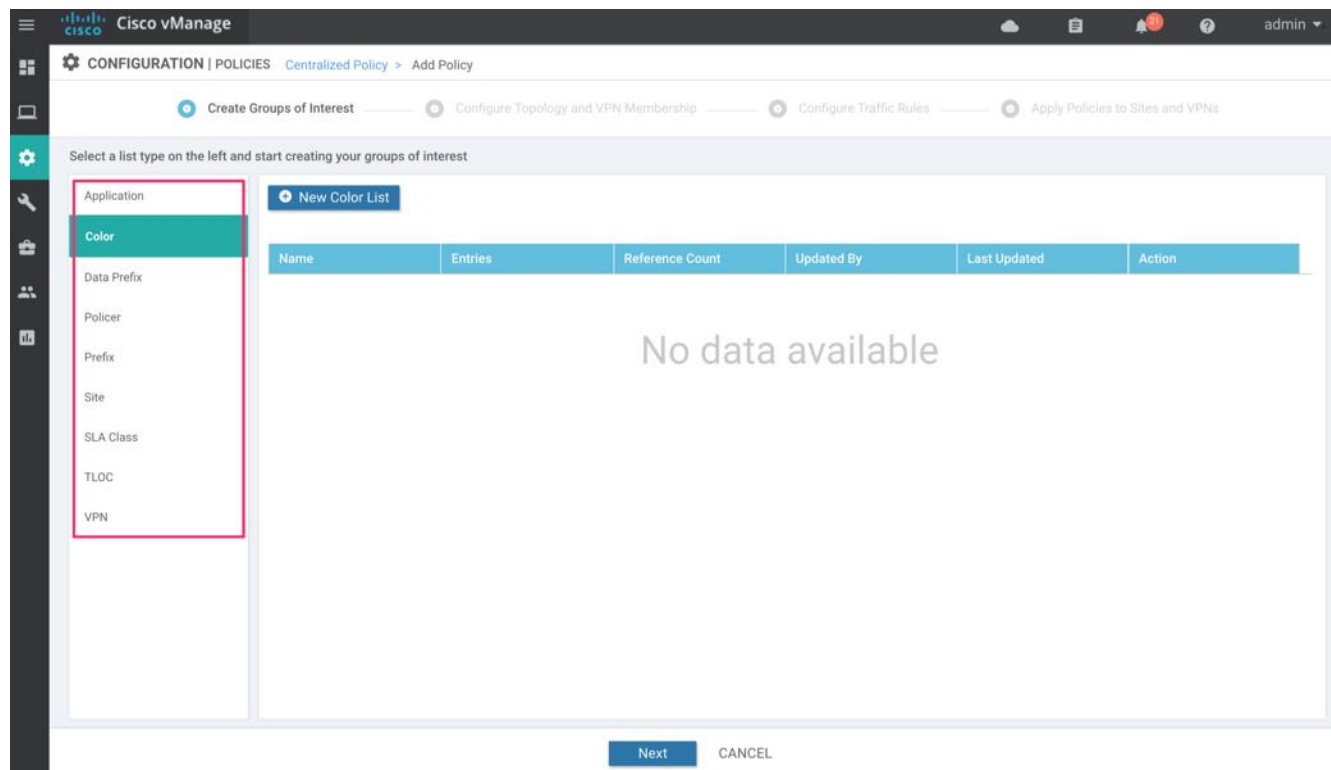 cisco Cisco vManage 21 admin
CONFIGURATION | POLICIES Centralized Policy > Add Policy
Create Groups of Interest Configure Topology and VPN Membership Configure Traffic Rules Apply Policies to Sites and VPNs
Select a list type on the left and start creating your groups of interest
Application
Color
Data Prefix
Policer
Prefix
Site
SLA Class
TLOC
VPN
New Color List
Name Entries Reference Count Updated By Last Updated Action
No data available
Next CANCEL